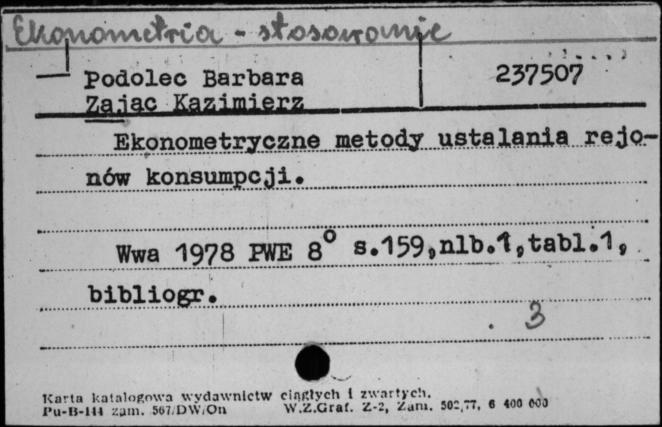 Ekonometria - stosowanie
Podolec Barbara 237507
Zając Kazimierz
Ekonometryczne metody ustalania rejo-
nów konsumpcji.
Wwa 1978 PWE 8° s.159,nlb.1,tabl.1,
bibliogr.
3
Karta katalogowa wydawnictw ciągłych i zwartych.
Pu-B-144 zam. 567/DW/On W.Z.Graf. Z-2, Zam. 502/77, 6 400 000